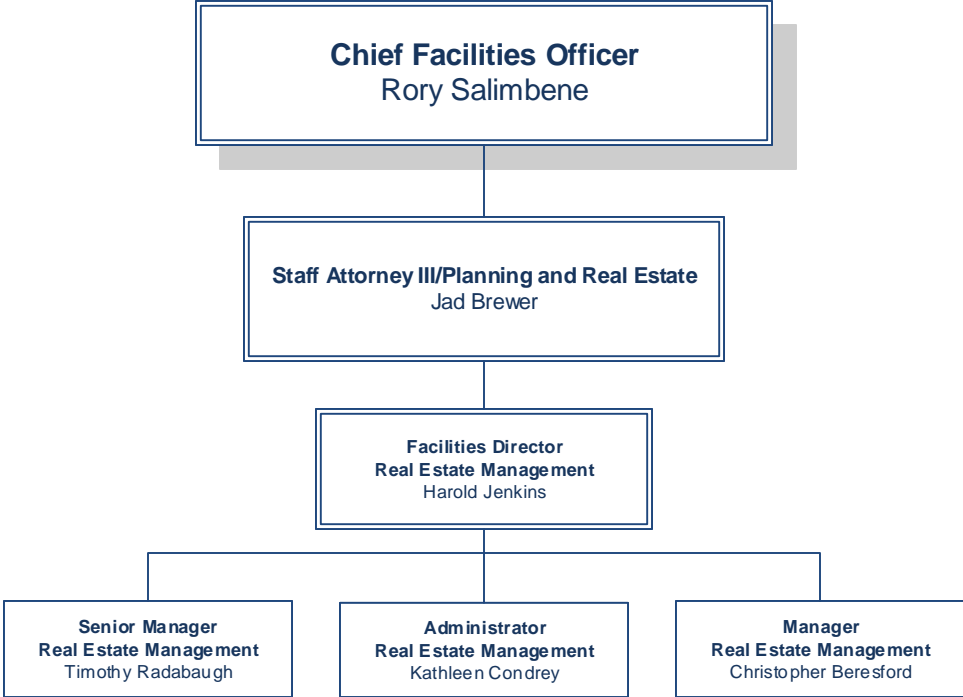 Chief Facilities Officer
Rory Salimbene
Staff Attorney III/Planning and Real Estate
Jad Brewer
Facilities Director
Real Estate Management
Harold Jenkins
Senior Manager
Real Estate Management
Timothy Radabaugh
Administrator
Real Estate Management
Kathleen Condrey
Manager
Real Estate Management
Christopher Beresford